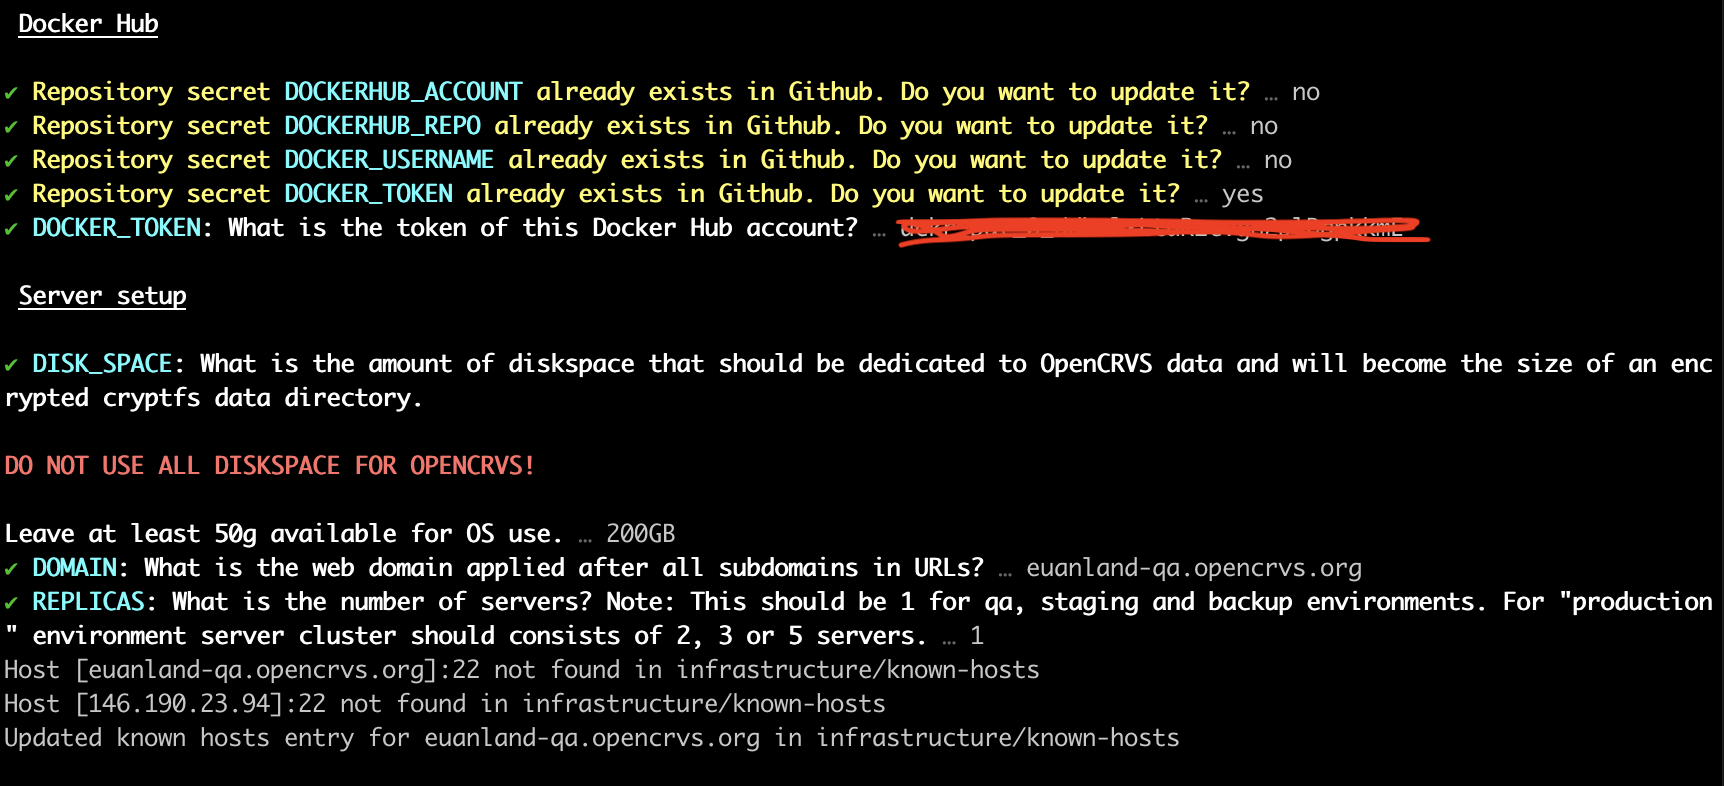 Docker Hub
✔ Repository secret DOCKERHUB_ACCOUNT already exists in Github. Do you want to update it? … no
✔ Repository secret DOCKERHUB_REPO already exists in Github. Do you want to update it? … no
✔ Repository secret DOCKER_USERNAME already exists in Github. Do you want to update it? … no
✔ Repository secret DOCKER_TOKEN already exists in Github. Do you want to update it? … yes
✔ DOCKER_TOKEN: What is the token of this Docker Hub account? …
Server setup
✔ DISK_SPACE: What is the amount of diskspace that should be dedicated to OpenCRVS data and will become the size of an enc
rypted cryptfs data directory.
DO NOT USE ALL DISKSPACE FOR OPENCRVS!
Leave at least 50g available for OS use. … 200GB
✔ DOMAIN: What is the web domain applied after all subdomains in URLs? … euanland-qa.opencrvs.org
✔ REPLICAS: What is the number of servers? Note: This should be 1 for qa, staging and backup environments. For "production
" environment server cluster should consists of 2, 3 or 5 servers. … 1
Host [euanland-qa.opencrvs.org]:22 not found in infrastructure/known-hosts
Host [146.190.23.94]:22 not found in infrastructure/known-hosts
Updated known hosts entry for euanland-qa.opencrvs.org in infrastructure/known-hosts